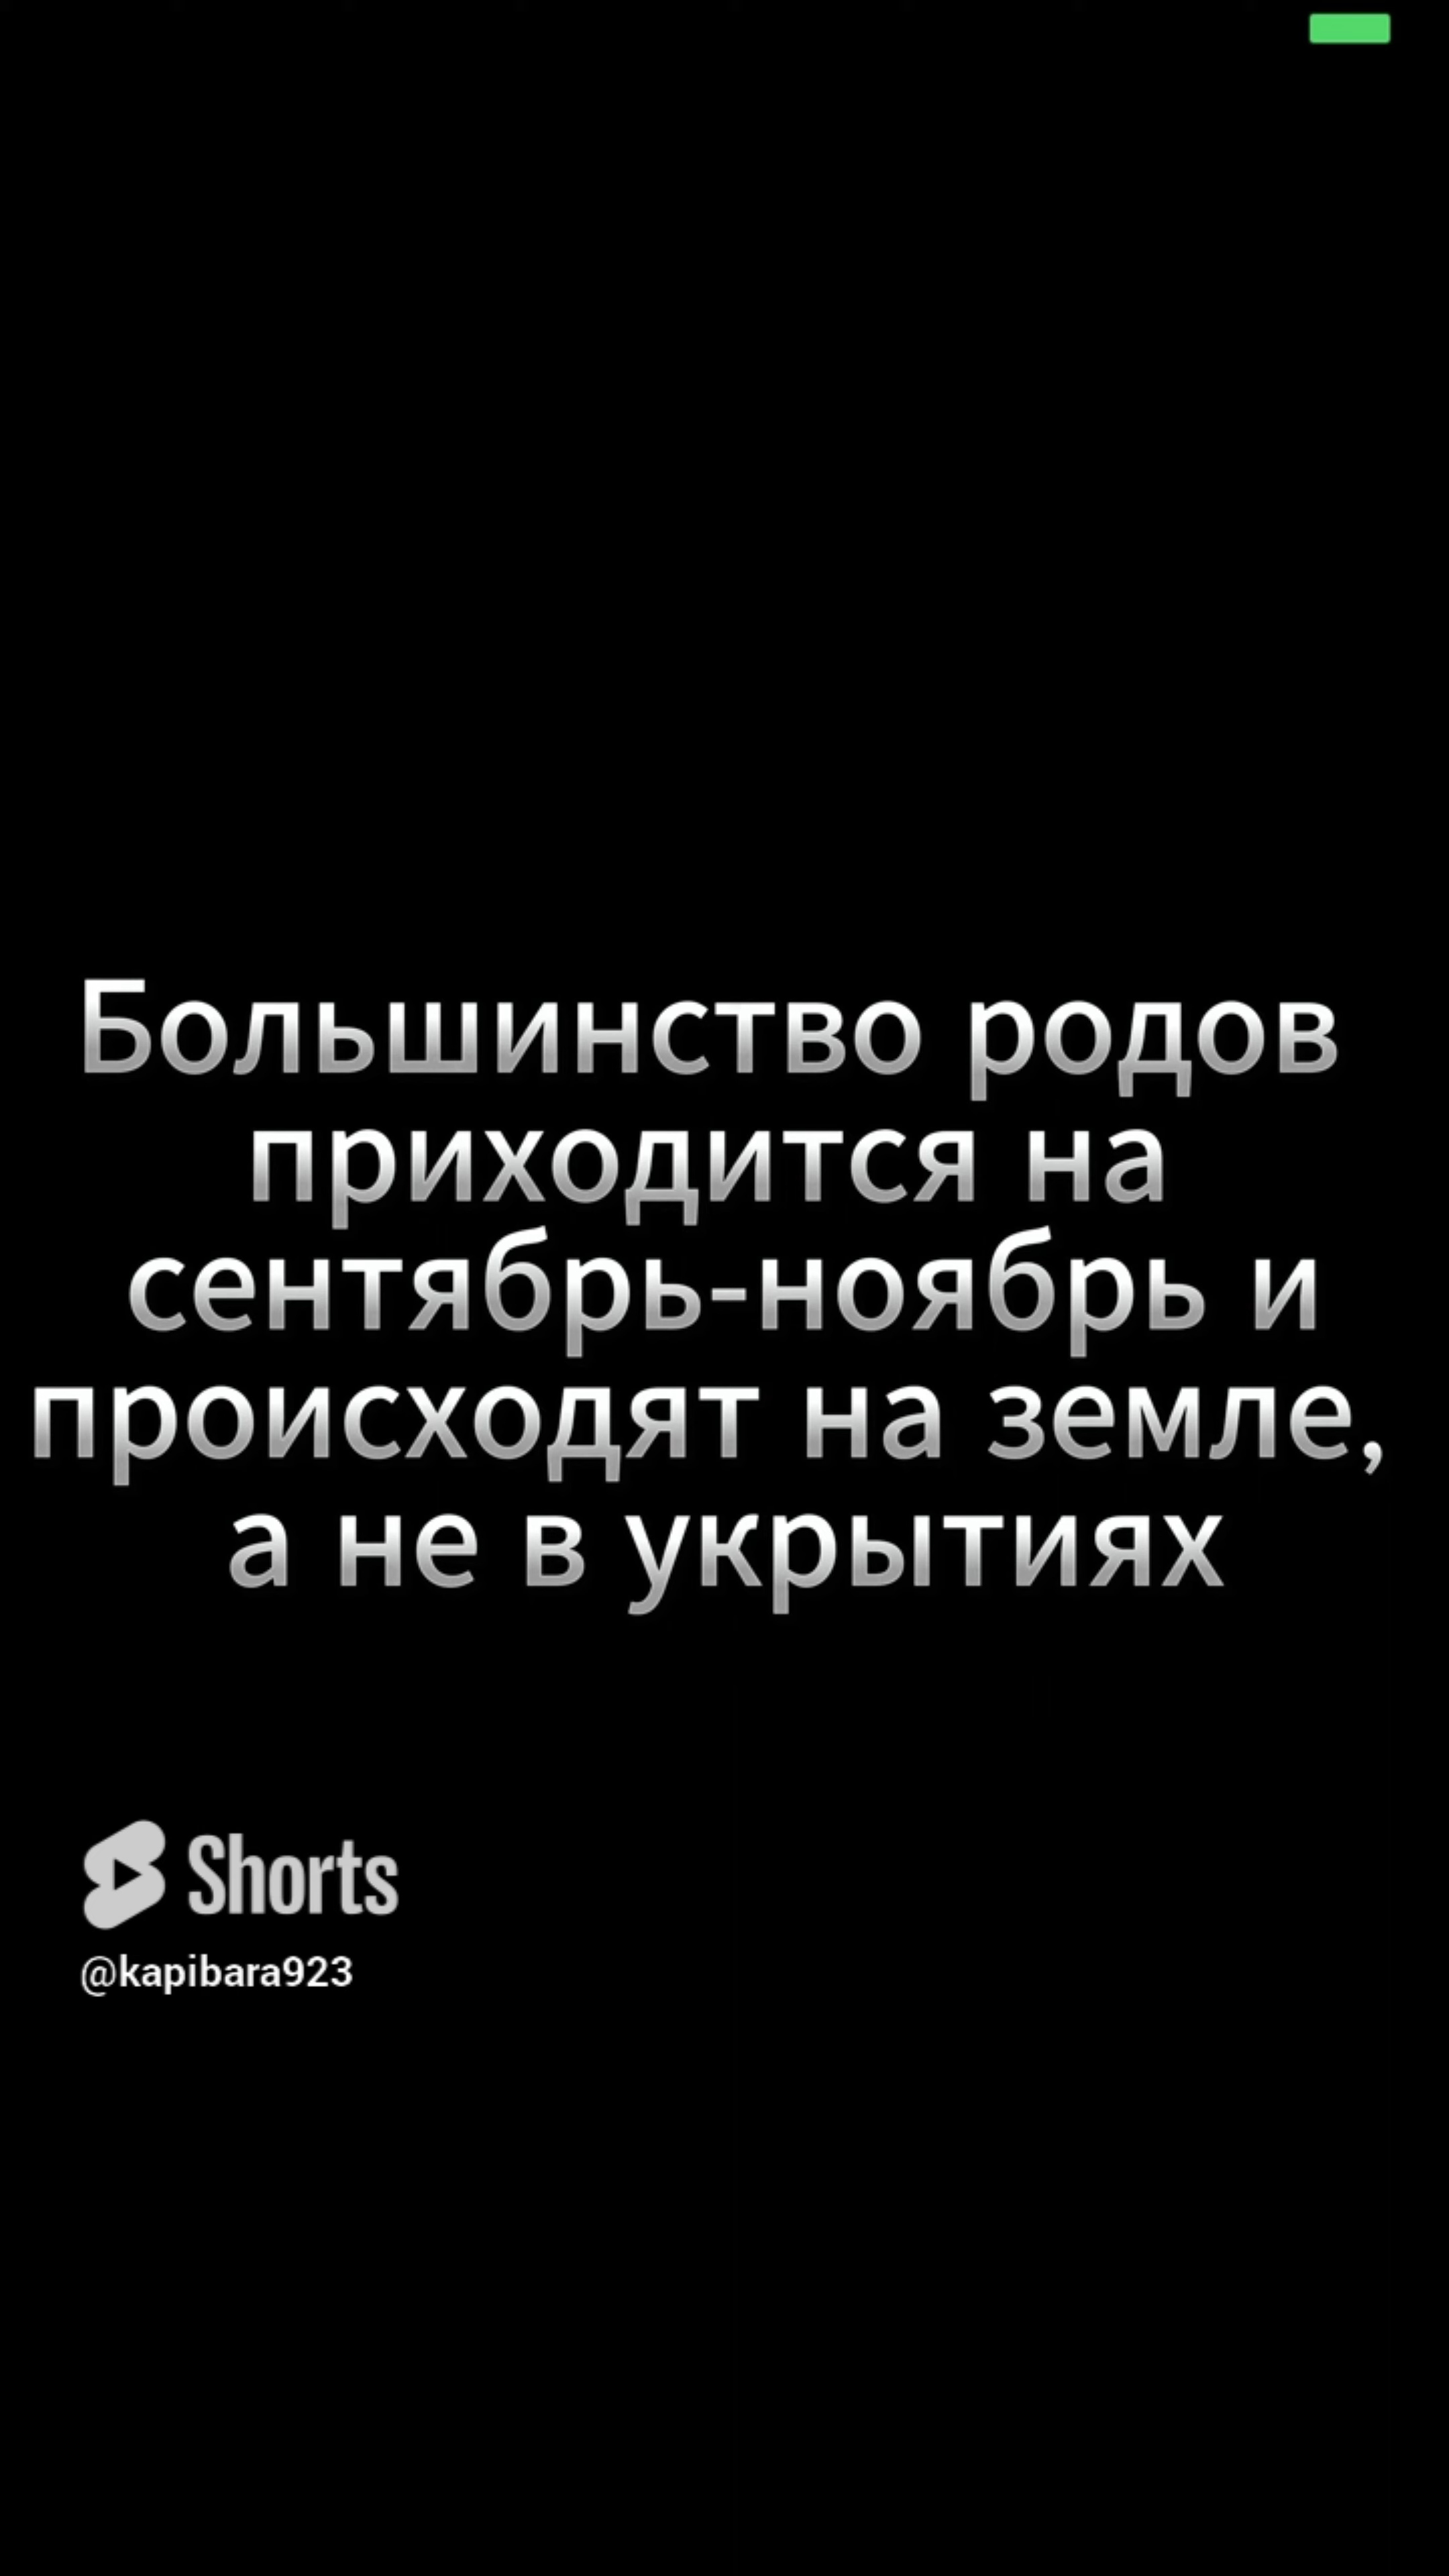 Большинство родов
приходится на
сентябрь-ноябрь и
происходят на земле,
а не в укрытиях
Shorts
@kapibara923